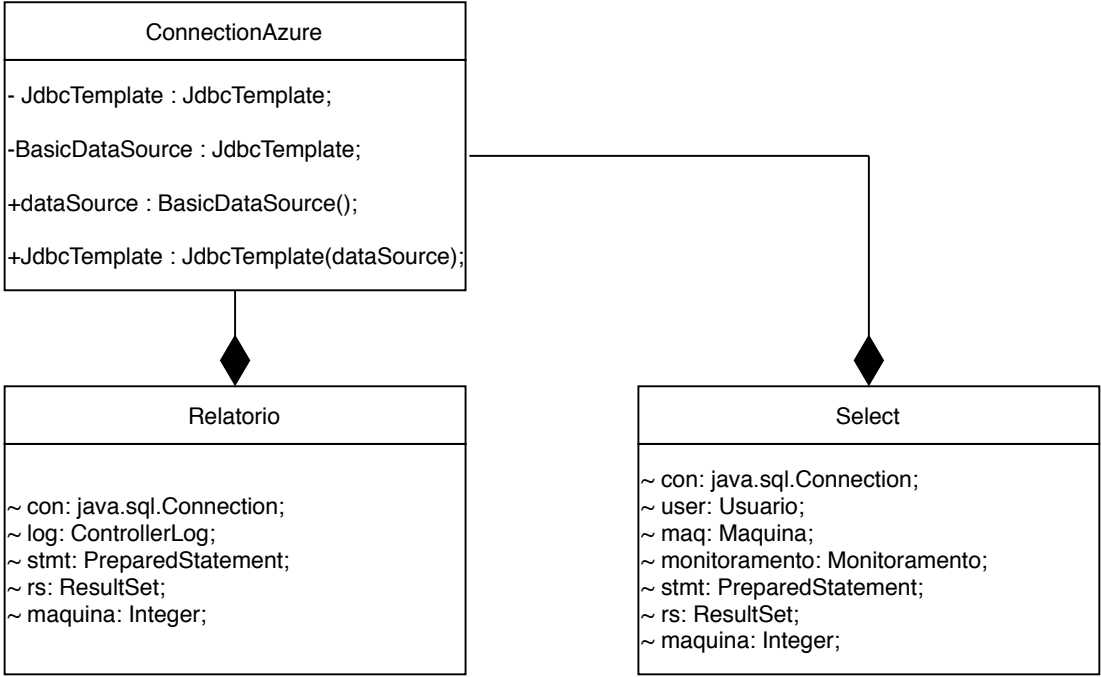 ConnectionAzure
- JdbcTemplate : JdbcTemplate;
-BasicDataSource : JdbcTemplate;
+dataSource : BasicDataSource();
+JdbcTemplate : JdbcTemplate(dataSource);
Relatorio
~ con: java.sql.Connection;
~ log: ControllerLog;
~ stmt: PreparedStatement;
~ rs: ResultSet;
~ maquina: Integer;
Select
~ con: java.sql.Connection;
~ user: Usuario;
~ maq: Maquina;
~ monitoramento: Monitoramento;
~ stmt: PreparedStatement;
~ rs: ResultSet;
~ maquina: Integer;